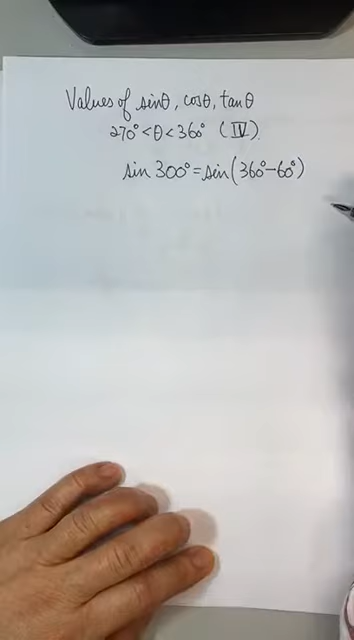 Values of sinθ, cosθ, tanθ
270° < θ < 360° (IV)
sin 300° = sin(360° - 60°)